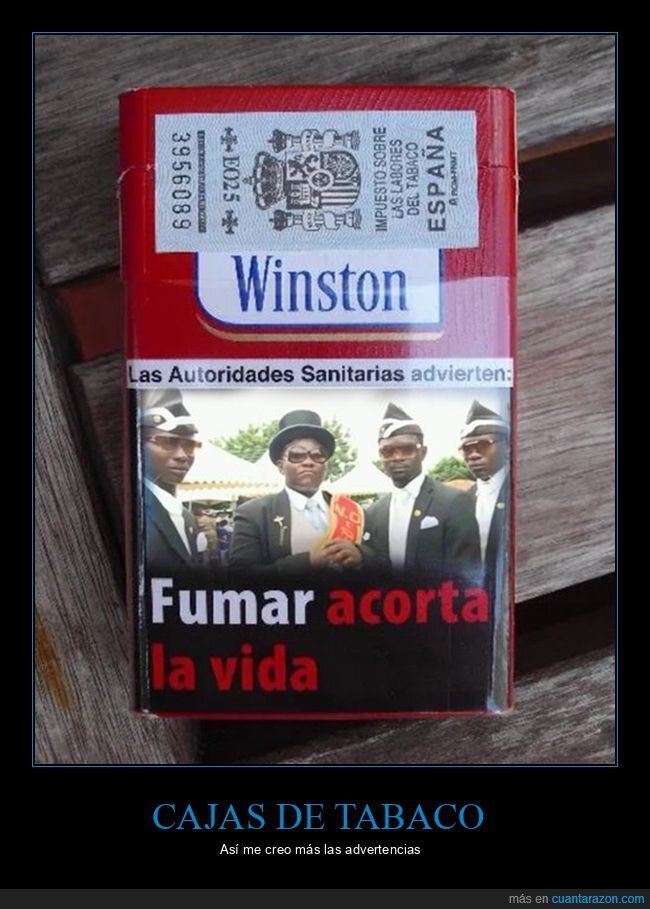 3956089
EO25
IMPUESTO SOBRE
LAS LABORES
DEL TABACO
ESPAÑA
Winston
Las Autoridades Sanitarias advierten:
Fumar acorta
la vida
CAJAS DE TABACO
Así me creo más las advertencias
más en cuantarazon.com